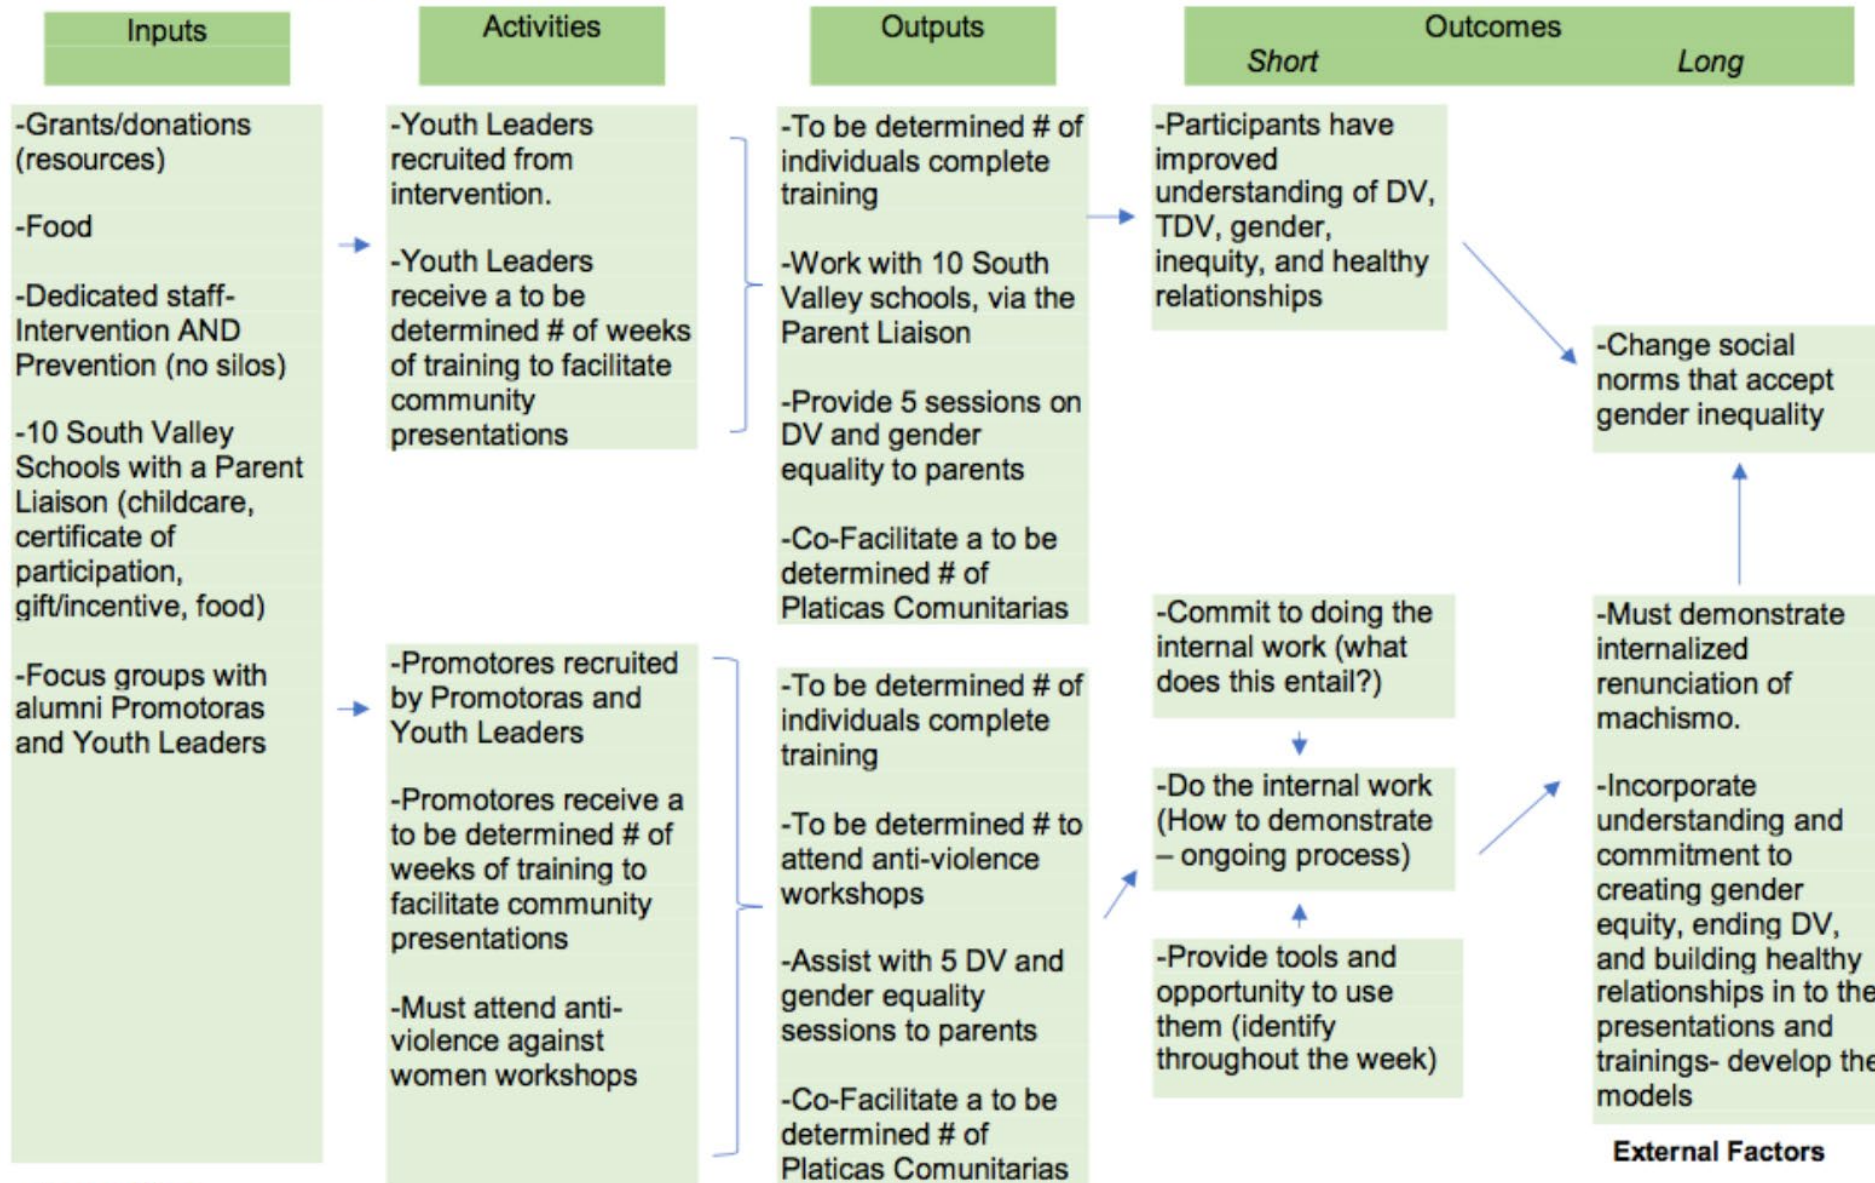 Inputs
Activities
Outputs
Outcomes
Short
Long
-Grants/donations
(resources)
-Food
-Dedicated staff-
Intervention AND
Prevention (no silos)
-10 South Valley
Schools with a Parent
Liaison (childcare,
certificate of
participation,
gift/incentive, food)
-Focus groups with
alumni Promotoras
and Youth Leaders
-Youth Leaders
recruited from
intervention.
-Youth Leaders
receive a to be
determined # of weeks
of training to facilitate
community
presentations
-Promotores recruited
by Promotoras and
Youth Leaders
-Promotores receive a
to be determined # of
weeks of training to
facilitate community
presentations
-Must attend anti-
violence against
women workshops
-To be determined # of
individuals complete
training
-Work with 10 South
Valley schools, via the
Parent Liaison
-Provide 5 sessions on
DV and gender
equality to parents
-Co-Facilitate a to be
determined # of
Platicas Comunitarias
-To be determined # of
individuals complete
training
-To be determined # to
attend anti-violence
workshops
-Assist with 5 DV and
gender equality
sessions to parents
-Co-Facilitate a to be
determined # of
Platicas Comunitarias
-Participants have
improved
understanding of DV,
TDV, gender,
inequity, and healthy
relationships
-Commit to doing the
internal work (what
does this entail?)
-Do the internal work
(How to demonstrate
– ongoing process)
-Provide tools and
opportunity to use
them (identify
throughout the week)
-Change social
norms that accept
gender inequality
-Must demonstrate
internalized
renunciation of
machismo.
-Incorporate
understanding and
commitment to
creating gender
equity, ending DV,
and building healthy
relationships in to the
presentations and
trainings- develop the
models
External Factors